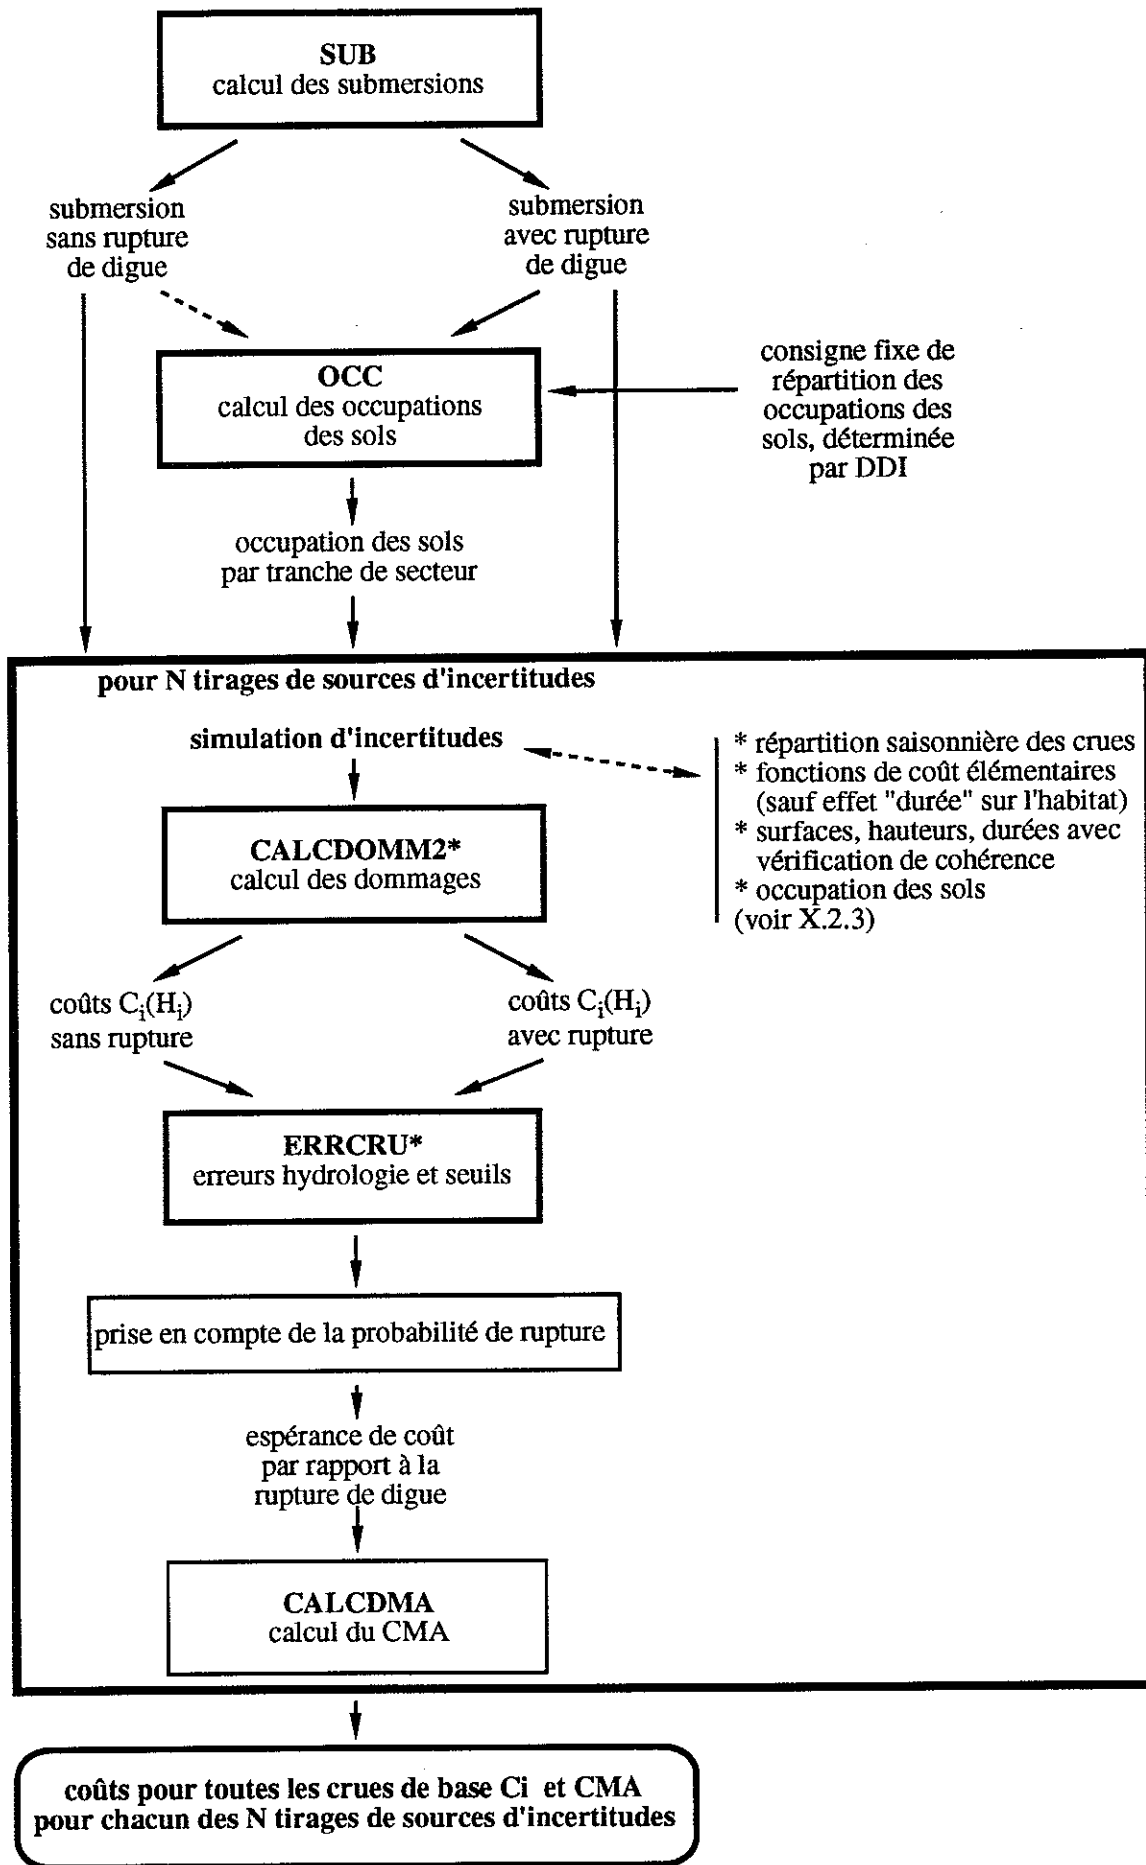 SUB
calcul des submersions
submersion
sans rupture
de digue
submersion
avec rupture
de digue
OCC
calcul des occupations
des sols
consigne fixe de
répartition des
occupations des
sols, déterminée
par DDI
occupation des sols
par tranche de secteur
pour N tirages de sources d'incertitudes
simulation d'incertitudes
* répartition saisonnière des crues
* fonctions de coût élémentaires
(sauf effet "durée" sur l'habitat)
* surfaces, hauteurs, durées avec
vérification de cohérence
* occupation des sols
(voir X.2.3)
CALCDOMM2*
calcul des dommages
coûts Ci(Hi)
sans rupture
coûts Ci(Hi)
avec rupture
ERRCRU*
erreurs hydrologie et seuils
prise en compte de la probabilité de rupture
espérance de coût
par rapport à la
rupture de digue
CALCDMA
calcul du CMA
coûts pour toutes les crues de base Ci et CMA
pour chacun des N tirages de sources d'incertitudes